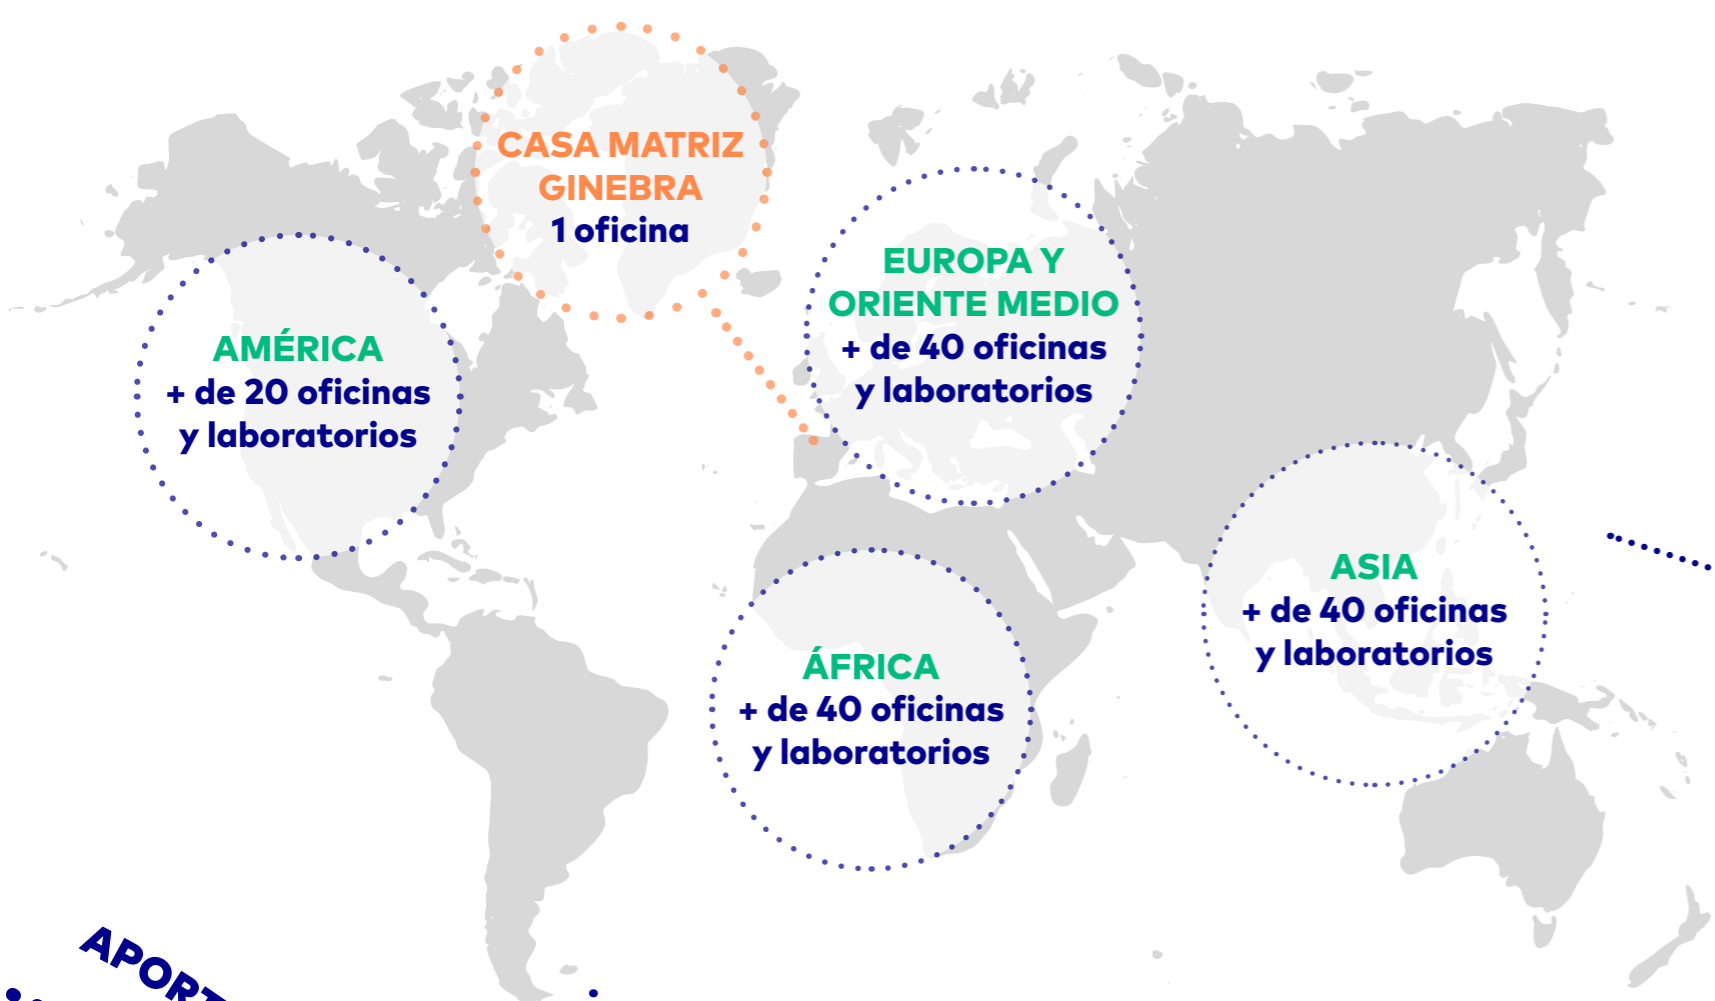 CASA MATRIZ
GINEBRA
1 oficina
EUROPA Y
ORIENTE MEDIO
+ de 40 oficinas
y laboratorios
AMÉRICA
+ de 20 oficinas
y laboratorios
ASIA
+ de 40 oficinas
y laboratorios
ÁFRICA
+ de 40 oficinas
y laboratorios